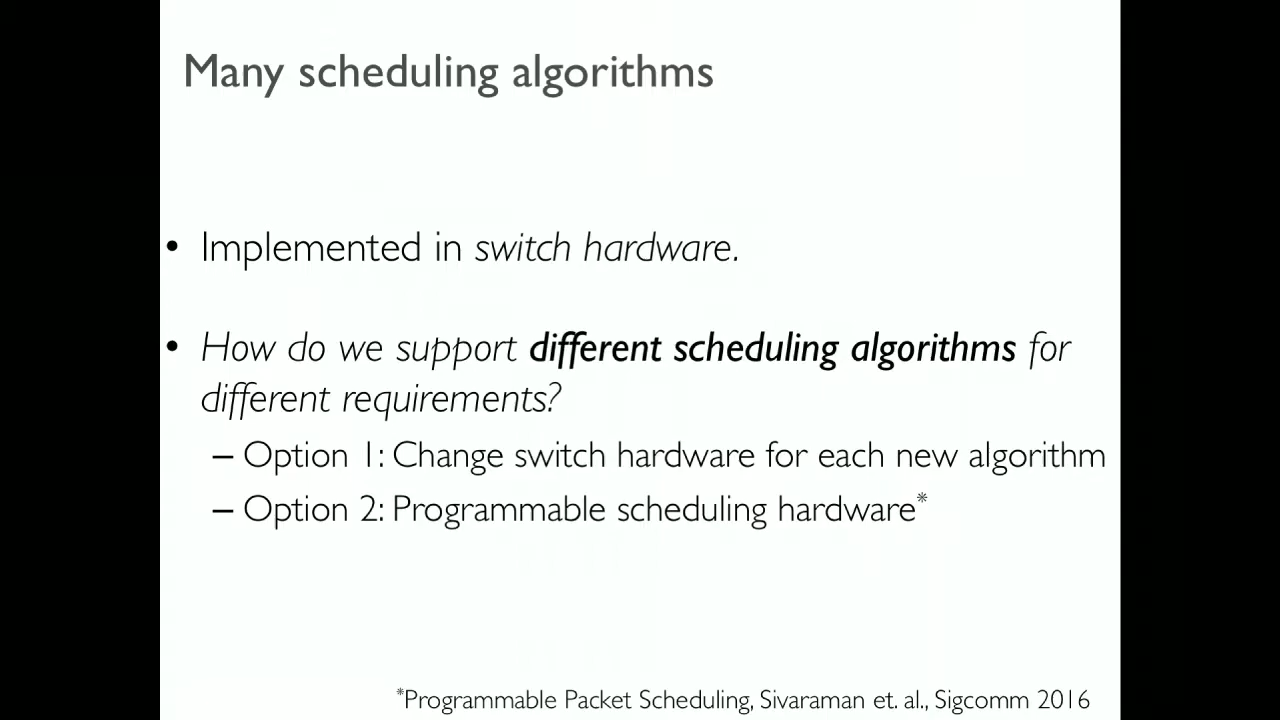 Many scheduling algorithms
• Implemented in switch hardware.
• How do we support different scheduling algorithms for
different requirements?
– Option 1: Change switch hardware for each new algorithm
– Option 2: Programmable scheduling hardware*
*Programmable Packet Scheduling, Sivaraman et. al., Sigcomm 2016